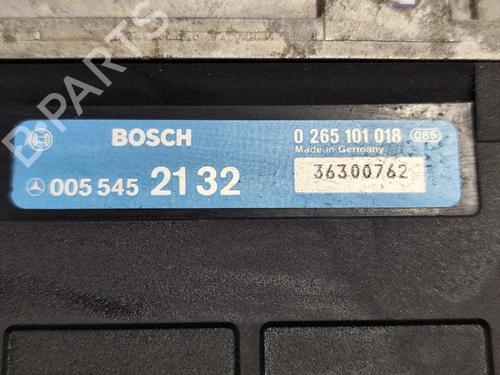 BOSCH
0 265 101 018 085
Made in Germany
005 545 21 32
36300762
B-PARTS